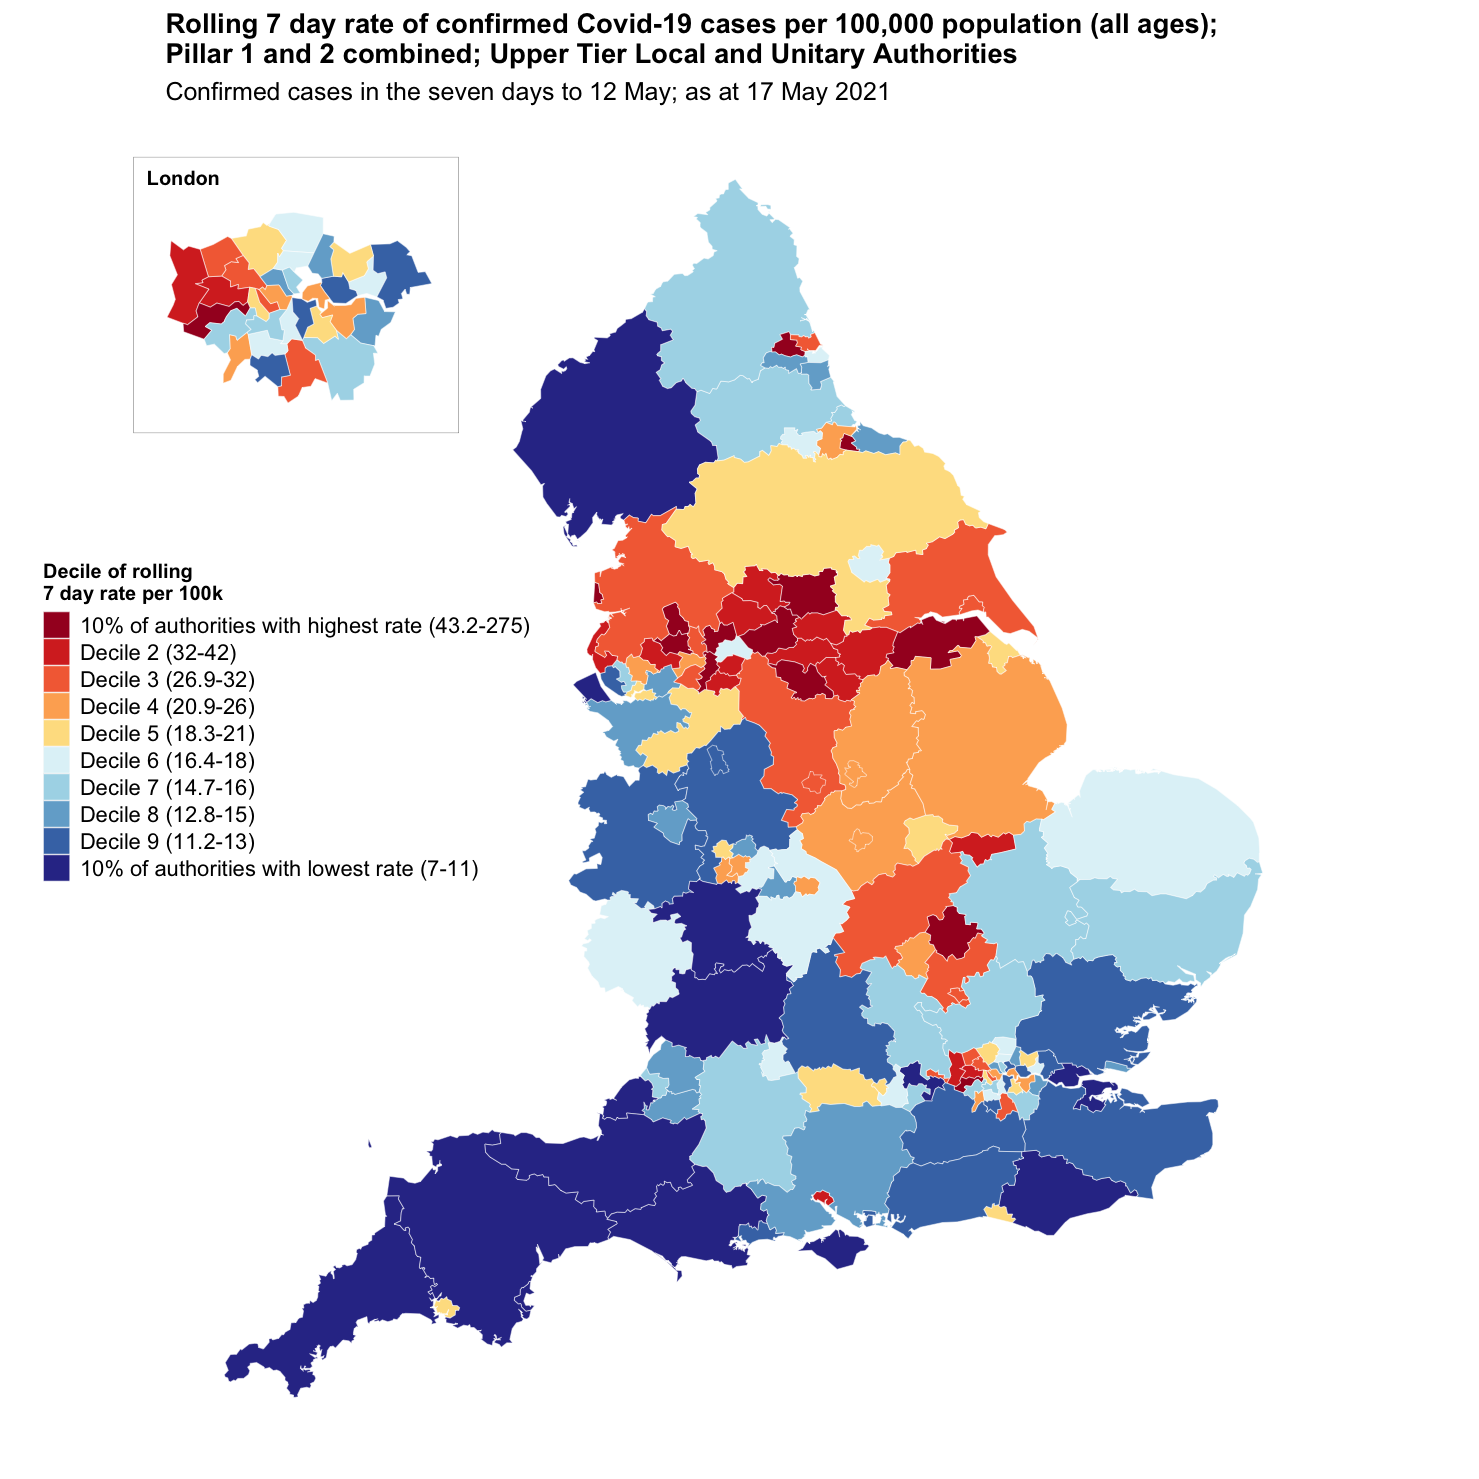 Rolling 7 day rate of confirmed Covid-19 cases per 100,000 population (all ages);
Pillar 1 and 2 combined; Upper Tier Local and Unitary Authorities
Confirmed cases in the seven days to 12 May; as at 17 May 2021
London
Decile of rolling
7 day rate per 100k
10% of authorities with highest rate (43.2-275)
Decile 2 (32-42)
Decile 3 (26.9-32)
Decile 4 (20.9-26)
Decile 5 (18.3-21)
Decile 6 (16.4-18)
Decile 7 (14.7-16)
Decile 8 (12.8-15)
Decile 9 (11.2-13)
10% of authorities with lowest rate (7-11)